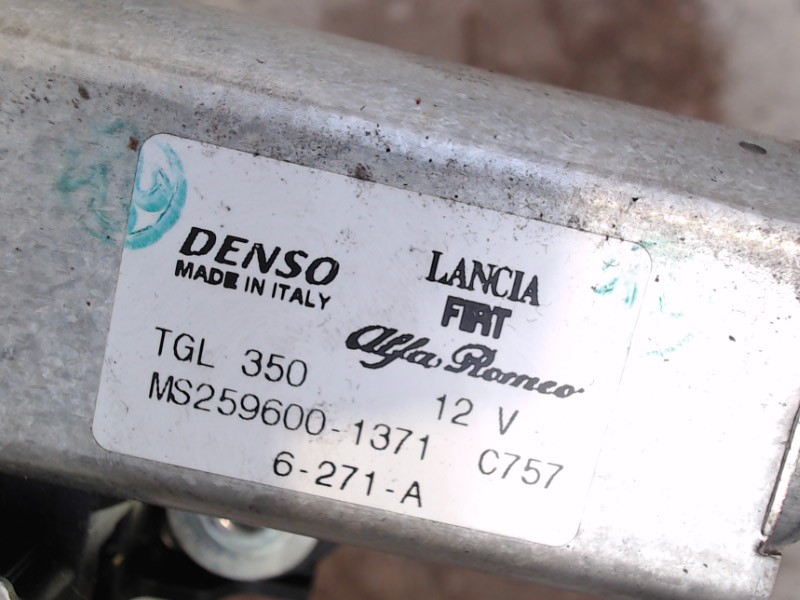 DENSO
MADE IN ITALY
LANCIA
FIAT
Alfa Romeo
TGL 350
12 V
MS259600-1371
C757
6-271-A